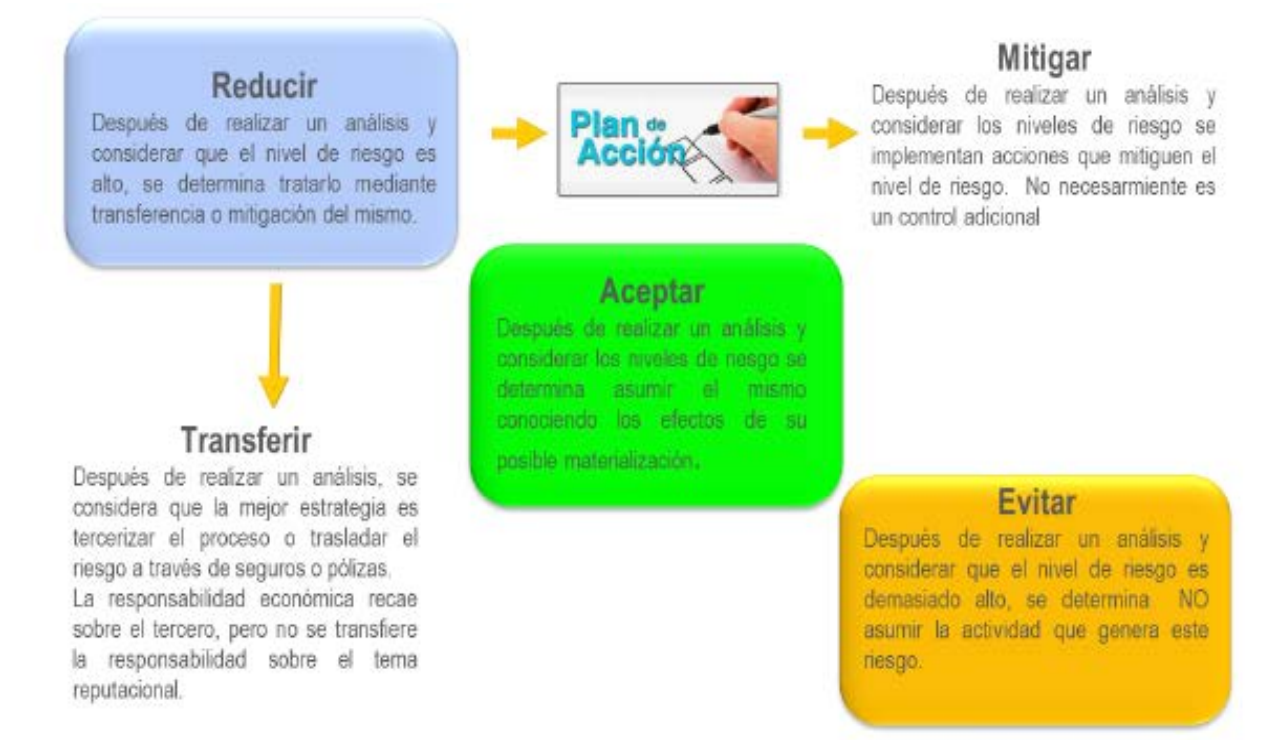 Reducir
Después de realizar un análisis y
considerar que el nivel de riesgo es
alto, se determina tratarlo mediante
transferencia o mitigación del mismo.
Plan de
Acción
Mitigar
Después de realizar un análisis y
considerar los niveles de riesgo se
implementan acciones que mitiguen el
nivel de riesgo. No necesarmiente es
un control adicional
Aceptar
Después de realizar un análisis y
considerar los niveles de riesgo se
determina asumir el mismo
conociendo los efectos de su
posible materialización.
Transferir
Después de realizar un análisis, se
considera que la mejor estrategia es
tercerizar el proceso o trasladar el
riesgo a través de seguros o pólizas.
La responsabilidad económica recae
sobre el tercero, pero no se transfiere
la responsabilidad sobre el tema
reputacional.
Evitar
Después de realizar un análisis y
considerar que el nivel de riesgo es
demasiado alto, se determina NO
asumir la actividad que genera este
riesgo.